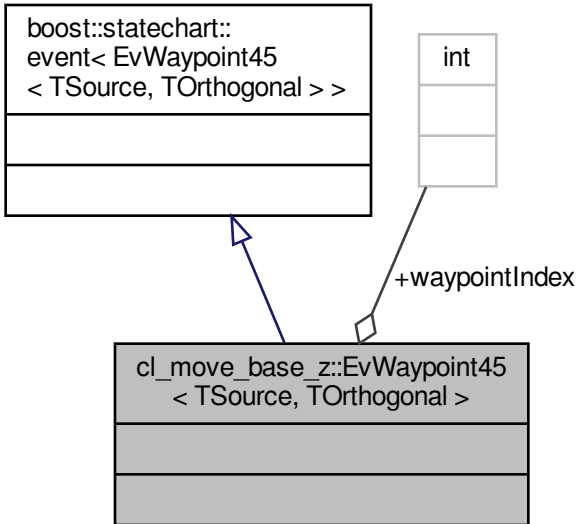 boost::statechart::
event< EvWaypoint45
< TSource, TOrthogonal > >
int
+waypointIndex
cl_move_base_z::EvWaypoint45
< TSource, TOrthogonal >